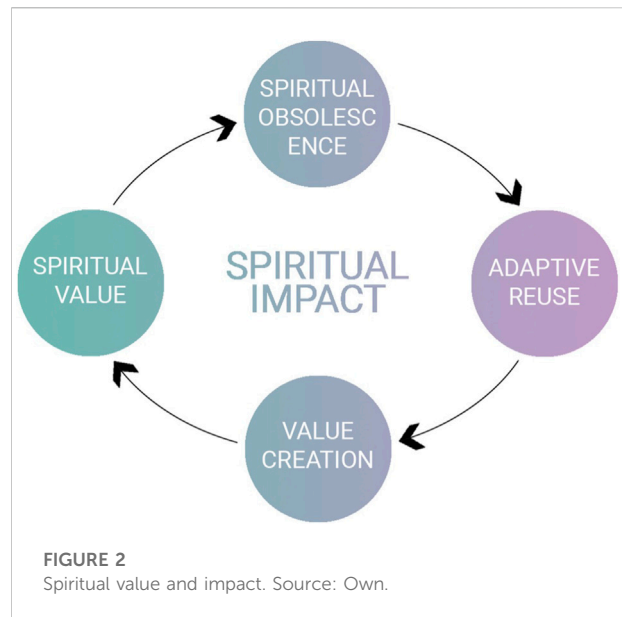 SPIRITUAL
OBSOLESC
ENCE
SPIRITUAL
VALUE
SPIRITUAL
IMPACT
ADAPTIVE
REUSE
VALUE
CREATION
FIGURE 2
Spiritual value and impact. Source: Own.